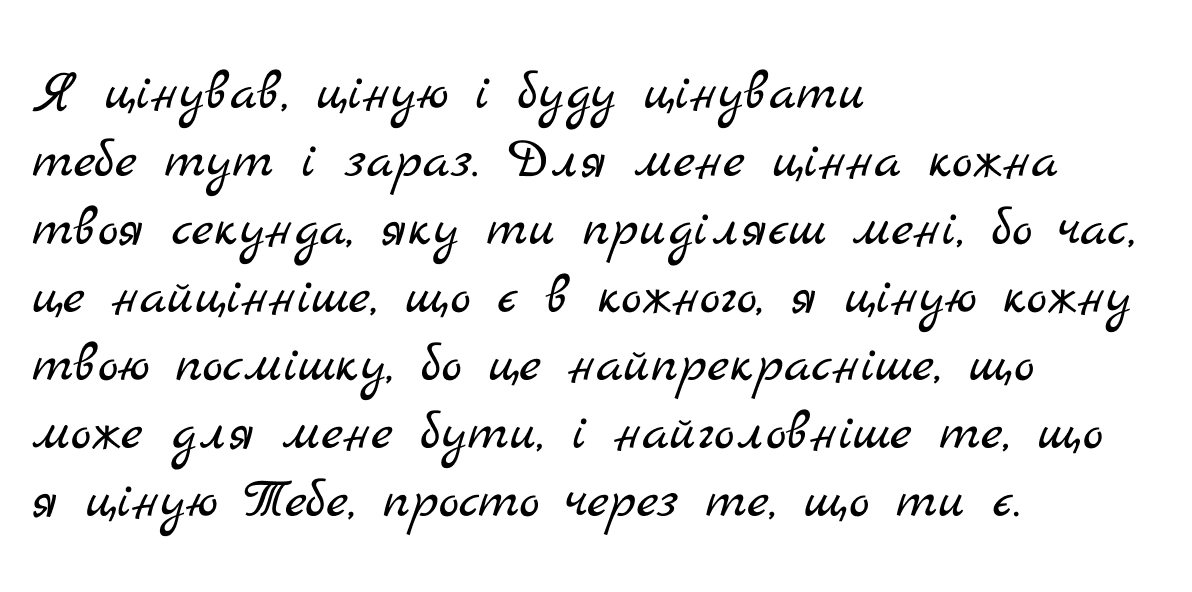 Я цінував, ціную і буду цінувати
тебе тут і зараз. Для мене цінна кожна
твоя секунда, яку ти приділяєш мені, бо час,
це найцінніше, що є в кожного, я ціную кожну
твою посмішку, бо це найпрекрасніше, що
може для мене бути, і найголовніше те, що
я ціную Тебе, просто через те, що ти є.